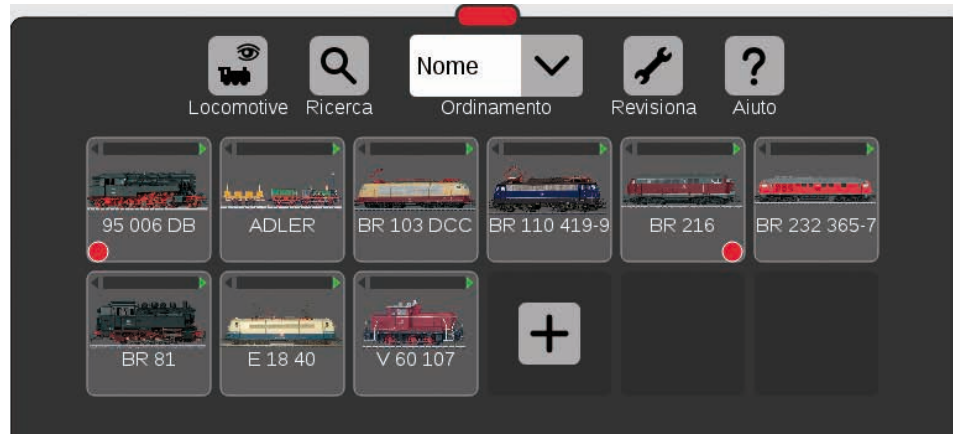 Nome
Locomotive Ricerca Ordinamento Revisiona Aiuto
95 006 DB ADLER BR 103 DCC BR 110 419-9 BR 216 BR 232 365-7
BR 81 E 18 40 V 60 107